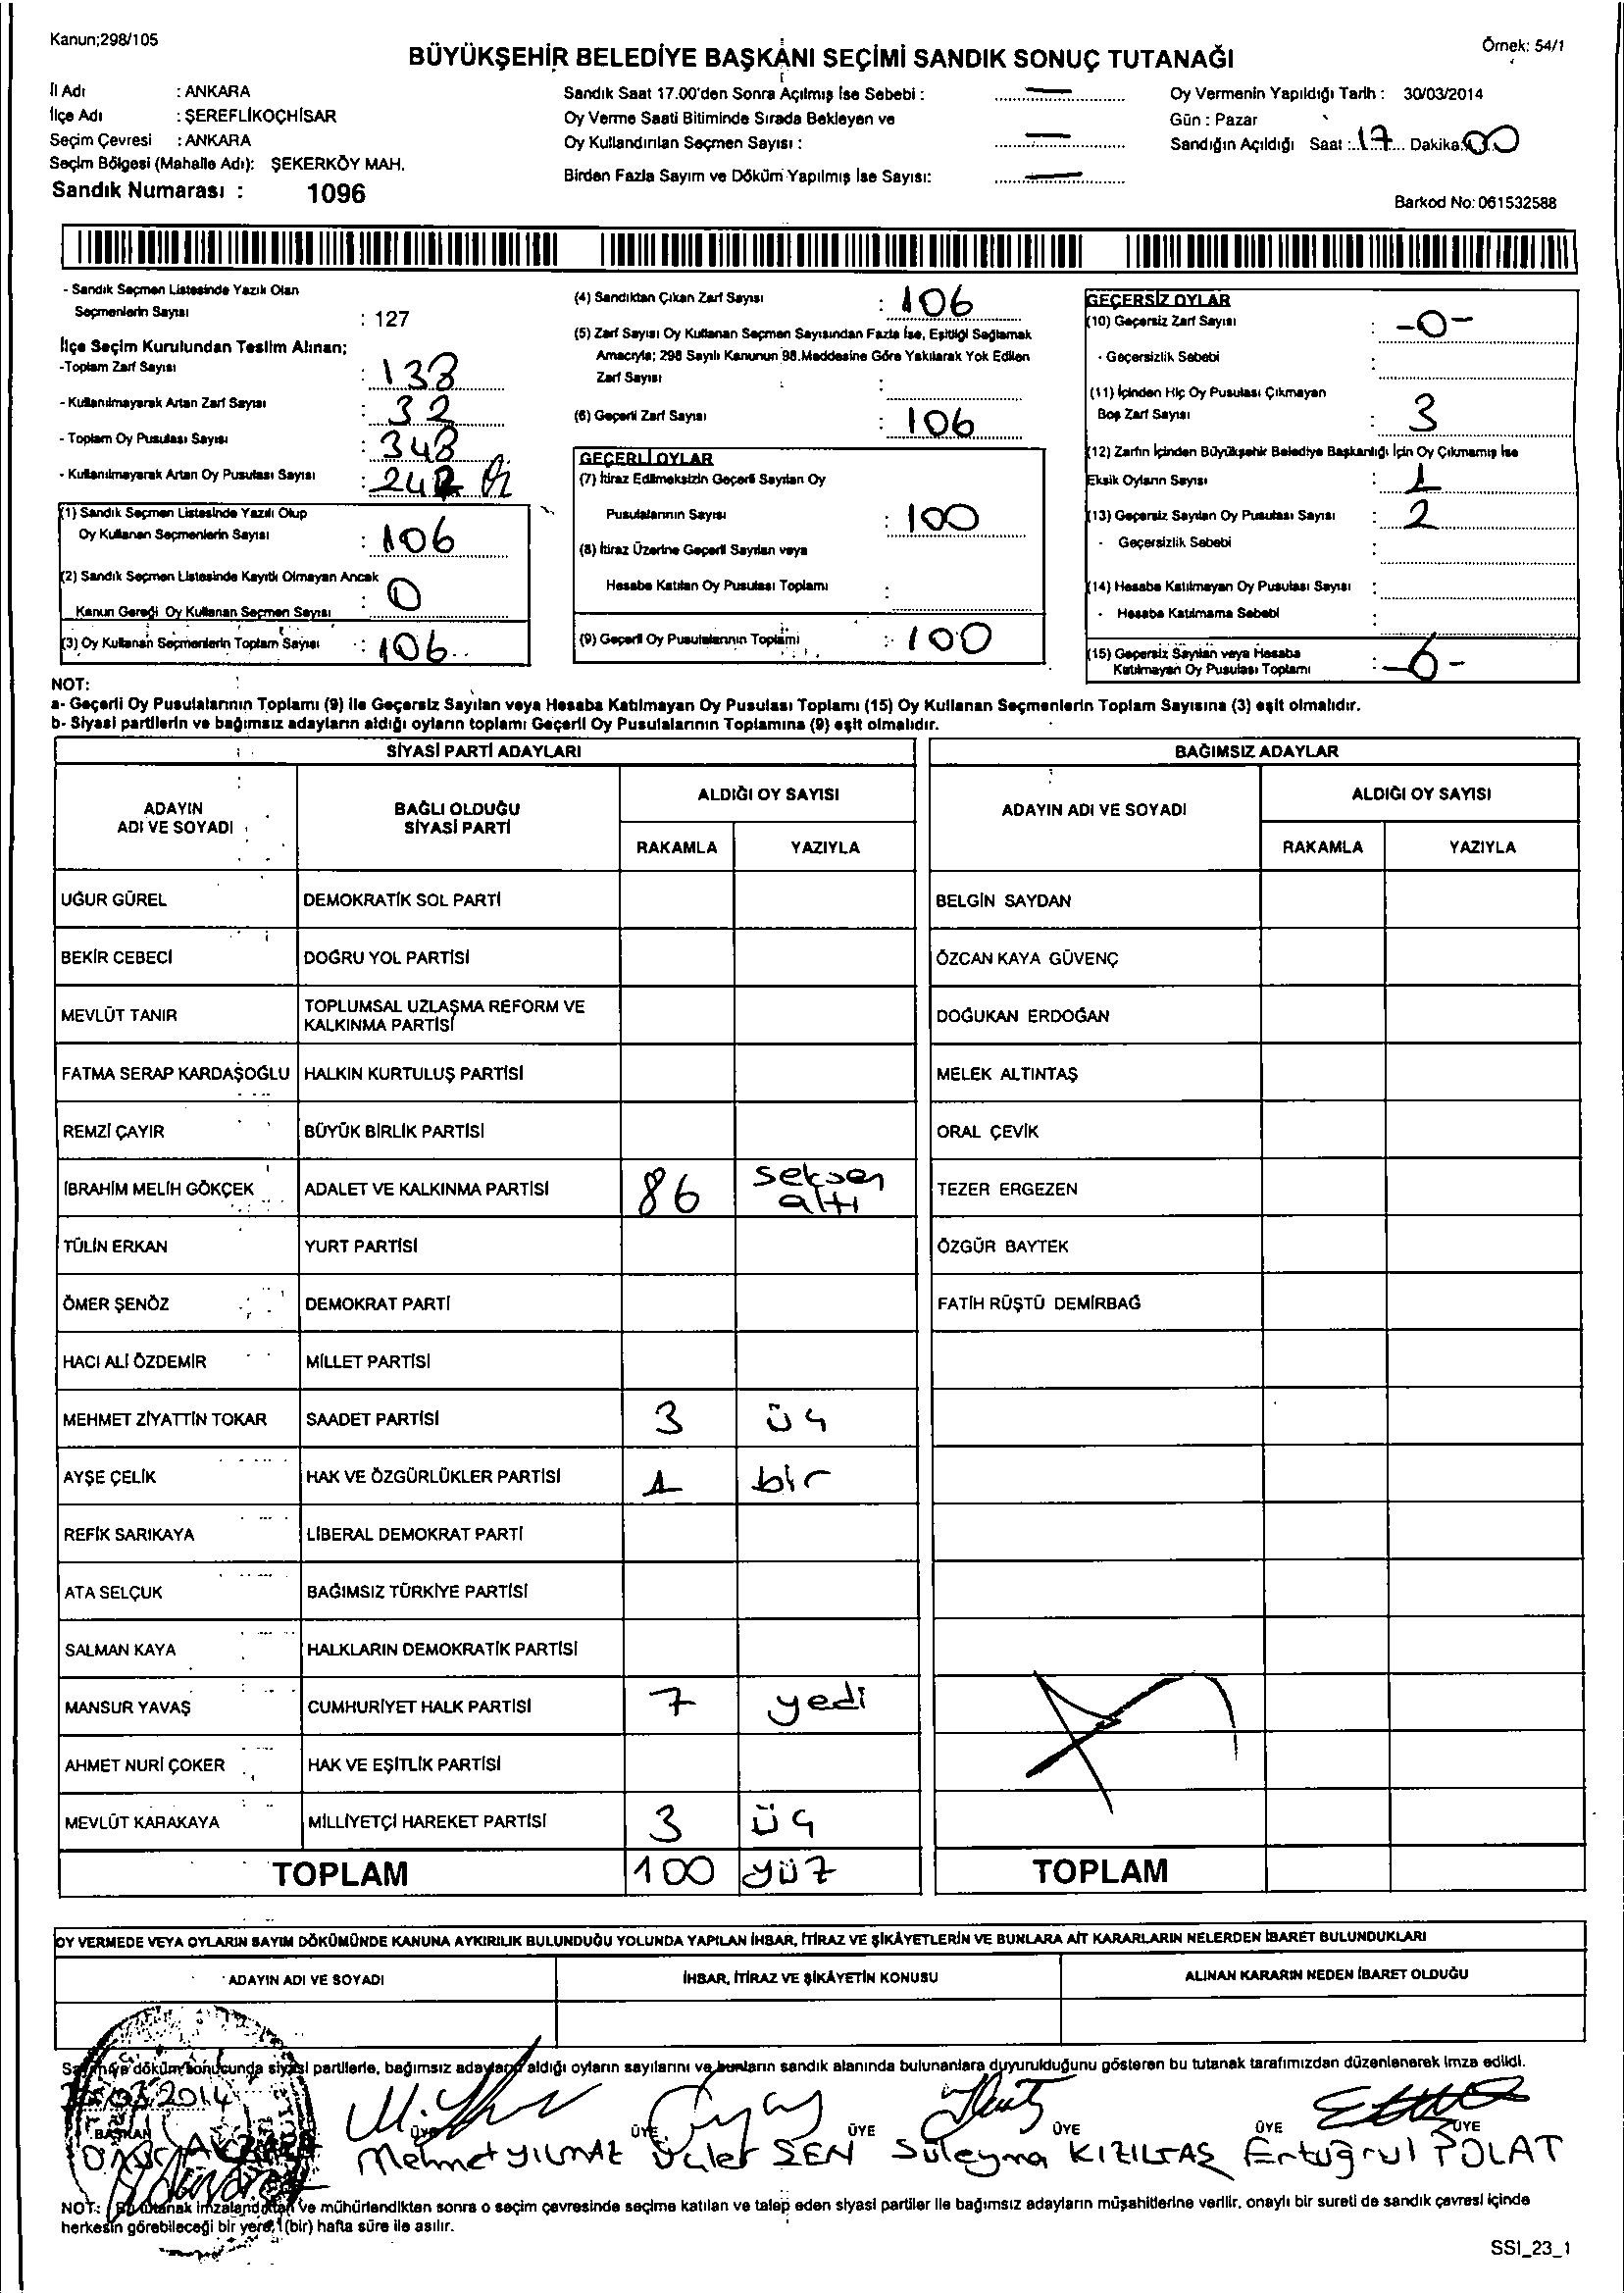 Kanun;298/105
Örnek: 54/1
BÜYÜKŞEHİR BELEDİYE BAŞKANI SEÇİMİ SANDIK SONUÇ TUTANAĞI
İl Adı : ANKARA
İlçe Adı : ŞEREFLİKOÇHİSAR
Seçim Çevresi : ANKARA
Seçim Bölgesi (Mahalle Adı): ŞEKERKÖY MAH.
Sandık Numarası : 1096
Sandık Saat 17.00'den Sonra Açılmış İse Sebebi : —
Oy Verme Saati Bitiminde Sırada Bekleyen ve
Oy Kullandırılan Seçmen Sayısı : —
Birden Fazla Sayım ve Döküm Yapılmış İse Sayısı: —
Oy Vermenin Yapıldığı Tarih : 30/03/2014
Gün : Pazar
Sandığın Açıldığı Saat : 17 Dakika: 00
Barkod No: 061532588
- Sandık Seçmen Listesinde Yazılı Olan
Seçmenlerin Sayısı : 127
İlçe Seçim Kurulundan Teslim Alınan;
-Toplam Zarf Sayısı : 138
- Kullanılmayarak Artan Zarf Sayısı : 32
- Toplam Oy Pusulası Sayısı : 348
- Kullanılmayarak Artan Oy Pusulası Sayısı : 242
(1) Sandık Seçmen Listesinde Yazılı Olup
Oy Kullanan Seçmenlerin Sayısı : 106
(2) Sandık Seçmen Listesinde Kayıtlı Olmayan Ancak
Kanun Gereği Oy Kullanan Seçmen Sayısı : 0
(3) Oy Kullanan Seçmenlerin Toplam Sayısı : 106
(4) Sandıktan Çıkan Zarf Sayısı : 106
(5) Zarf Sayısı Oy Kullanan Seçmen Sayısından Fazla İse, Eşitliği Sağlamak
Amacıyla; 298 Sayılı Kanunun 98.Maddesine Göre Yakılarak Yok Edilen
Zarf Sayısı :
(6) Geçerli Zarf Sayısı : 106
GEÇERLİ OYLAR
(7) İtiraz Edilmeksizin Geçerli Sayılan Oy
Pusulalarının Sayısı : 100
(8) İtiraz Üzerine Geçerli Sayılan veya
Hesaba Katılan Oy Pusulası Toplamı :
(9) Geçerli Oy Pusulalarının Toplamı : 100
GEÇERSİZ OYLAR
(10) Geçersiz Zarf Sayısı : -0-
- Geçersizlik Sebebi :
(11) İçinden Hiç Oy Pusulası Çıkmayan
Boş Zarf Sayısı : 3
(12) Zarfın İçinden Büyükşehir Belediye Başkanlığı İçin Oy Çıkmamış İse
Eksik Oyların Sayısı : 1
(13) Geçersiz Sayılan Oy Pusulası Sayısı : 2
- Geçersizlik Sebebi :
(14) Hesaba Katılmayan Oy Pusulası Sayısı :
- Hesaba Katılmama Sebebi :
(15) Geçersiz Sayılan veya Hesaba
Katılmayan Oy Pusulası Toplamı : -6-
NOT:
a- Geçerli Oy Pusulalarının Toplamı (9) ile Geçersiz Sayılan veya Hesaba Katılmayan Oy Pusulası Toplamı (15) Oy Kullanan Seçmenlerin Toplam Sayısına (3) eşit olmalıdır.
b- Siyasi partilerin ve bağımsız adayların aldığı oyların toplamı Geçerli Oy Pusulalarının Toplamına (9) eşit olmalıdır.
SİYASİ PARTİ ADAYLARI
ADAYIN ADI VE SOYADI BAĞLI OLDUĞU SİYASİ PARTİ ALDIĞI OY SAYISI
RAKAMLA YAZIYLA
UĞUR GÜREL DEMOKRATİK SOL PARTİ
BEKİR CEBECİ DOĞRU YOL PARTİSİ
MEVLÜT TANIR TOPLUMSAL UZLAŞMA REFORM VE KALKINMA PARTİSİ
FATMA SERAP KARDAŞOĞLU HALKIN KURTULUŞ PARTİSİ
REMZİ ÇAYIR BÜYÜK BİRLİK PARTİSİ
İBRAHİM MELİH GÖKÇEK ADALET VE KALKINMA PARTİSİ 86 seksen altı
TÜLİN ERKAN YURT PARTİSİ
ÖMER ŞENÖZ DEMOKRAT PARTİ
HACI ALİ ÖZDEMİR MİLLET PARTİSİ
MEHMET ZİYATTİN TOKAR SAADET PARTİSİ 3 üç
AYŞE ÇELİK HAK VE ÖZGÜRLÜKLER PARTİSİ 1 bir
REFİK SARIKAYA LİBERAL DEMOKRAT PARTİ
ATA SELÇUK BAĞIMSIZ TÜRKİYE PARTİSİ
SALMAN KAYA HALKLARIN DEMOKRATİK PARTİSİ
MANSUR YAVAŞ CUMHURİYET HALK PARTİSİ 7 yedi
AHMET NURİ ÇOKER HAK VE EŞİTLİK PARTİSİ
MEVLÜT KARAKAYA MİLLİYETÇİ HAREKET PARTİSİ 3 üç
TOPLAM 100 yüz
BAĞIMSIZ ADAYLAR
ADAYIN ADI VE SOYADI ALDIĞI OY SAYISI
RAKAMLA YAZIYLA
BELGİN SAYDAN
ÖZCAN KAYA GÜVENÇ
DOĞUKAN ERDOĞAN
MELEK ALTINTAŞ
ORAL ÇEVİK
TEZER ERGEZEN
ÖZGÜR BAYTEK
FATİH RÜŞTÜ DEMİRBAĞ
TOPLAM
OY VERMEDE VEYA OYLARIN SAYIM DÖKÜMÜNDE KANUNA AYKIRILIK BULUNDUĞU YOLUNDA YAPILAN İHBAR, İTİRAZ VE ŞİKÂYETLERİN VE BUNLARA AİT KARARLARIN NELERDEN İBARET BULUNDUKLARI
ADAYIN ADI VE SOYADI İHBAR, İTİRAZ VE ŞİKÂYETİN KONUSU ALINAN KARARIN NEDEN İBARET OLDUĞU
Sayım ve döküm sonucunda siyasi partilerle, bağımsız adayların aldığı oyların sayılarını ve bunların sandık alanında bulunanlara duyurulduğunu gösteren bu tutanak tarafımızdan düzenlenerek imza edildi.
03.2014
BAŞKAN ÜYE ÜYE ÜYE ÜYE ÜYE
Mehmet YILMAZ ŞEN Süleyma KIZILTAŞ Ertuğrul POLAT
NOT: Bu tutanak imzalandıktan ve mühürlendikten sonra o seçim çevresinde seçime katılan ve talep eden siyasi partiler ile bağımsız adayların müşahitlerine verilir. onaylı bir sureti de sandık çevresi içinde
herkesin görebileceği bir yere,1(bir) hafta süre ile asılır.
SSI_23_1